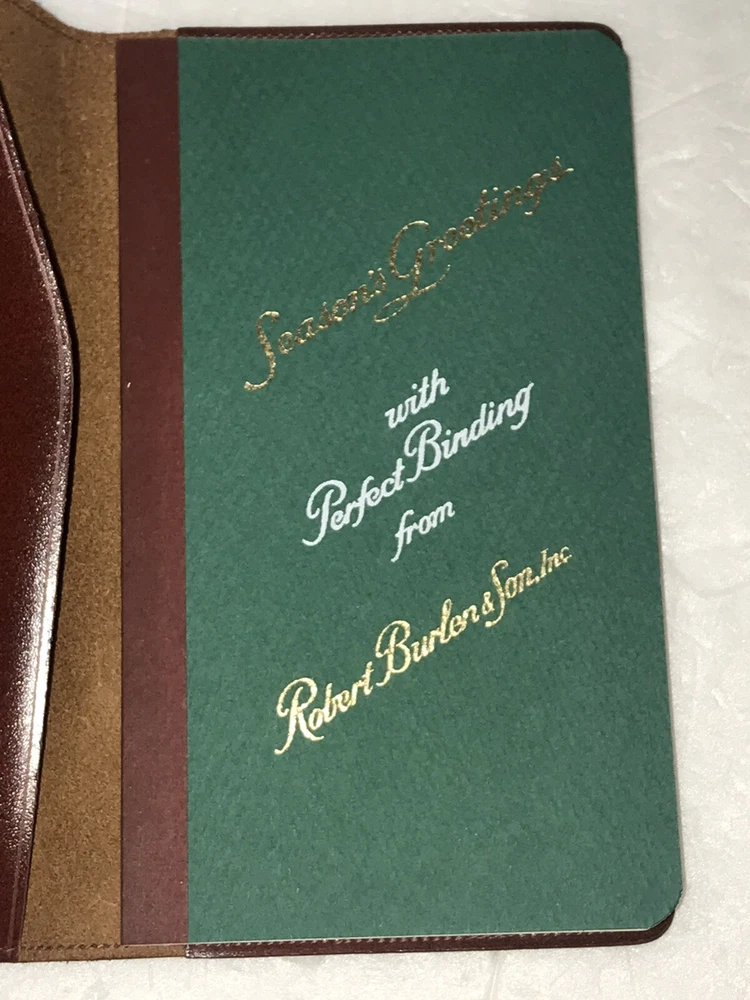 Season's Greetings
with
Perfect Binding
from
Robert Burlen & Son, Inc.